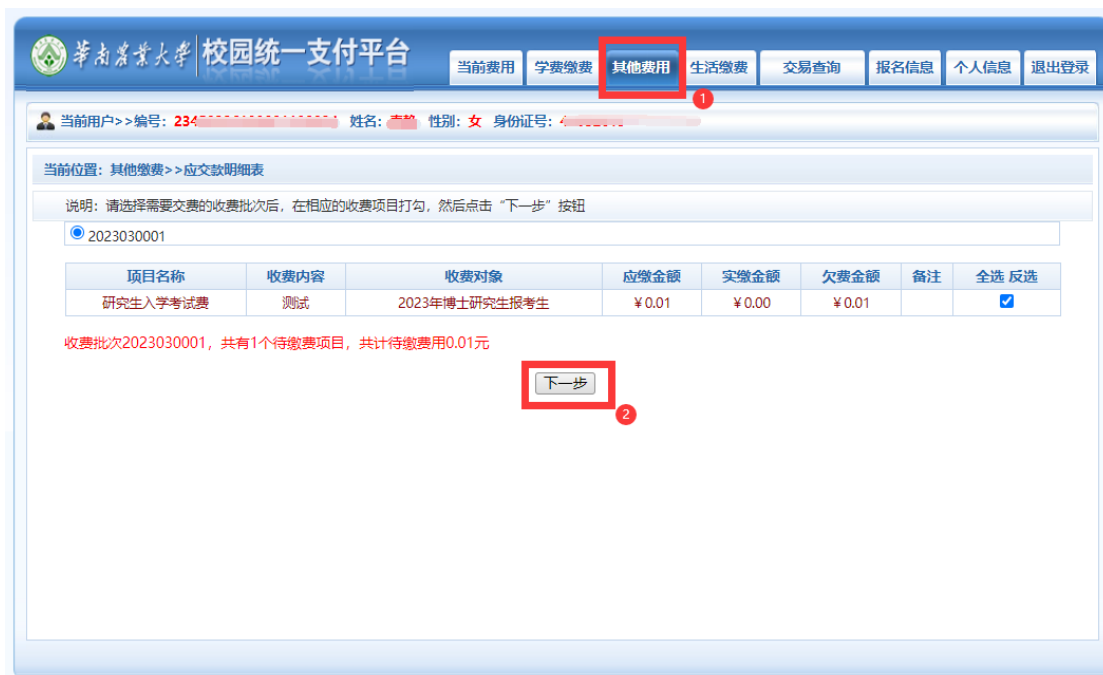 華南農業大學 校园统一支付平台
当前费用 学费缴费 其他费用 生活缴费 交易查询 报名信息 个人信息 退出登录
1
当前用户>>编号: 234 姓名: 性别: 女 身份证号:
当前位置: 其他缴费>>应交款明细表
说明: 请选择需要交费的收费批次后, 在相应的收费项目打勾, 然后点击“下一步”按钮
2023030001
项目名称 收费内容 收费对象 应缴金额 实缴金额 欠费金额 备注 全选 反选
研究生入学考试费 测试 2023年博士研究生报考生 ¥0.01 ¥0.00 ¥0.01
收费批次2023030001, 共有1个待缴费项目, 共计待缴费用0.01元
下一步
2